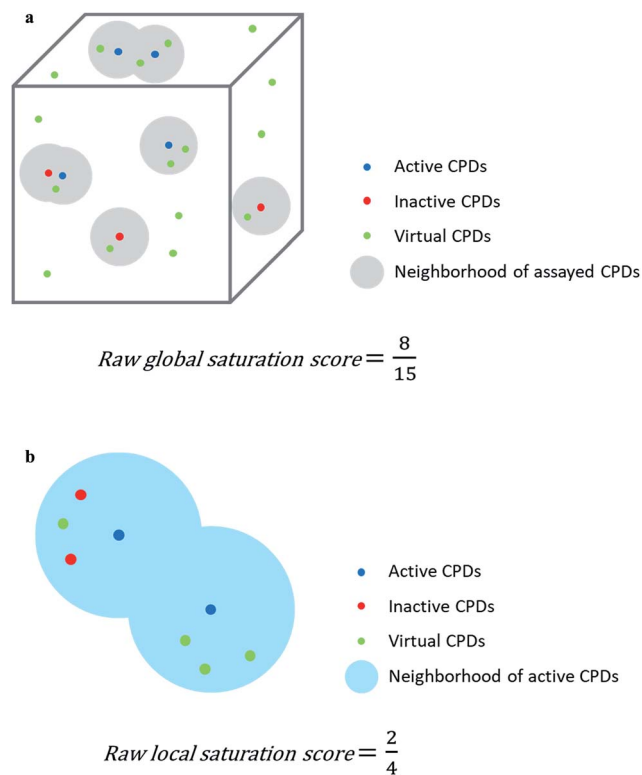 a
Active CPDs
Inactive CPDs
Virtual CPDs
Neighborhood of assayed CPDs
Raw global saturation score = 8/15
b
Active CPDs
Inactive CPDs
Virtual CPDs
Neighborhood of active CPDs
Raw local saturation score = 2/4